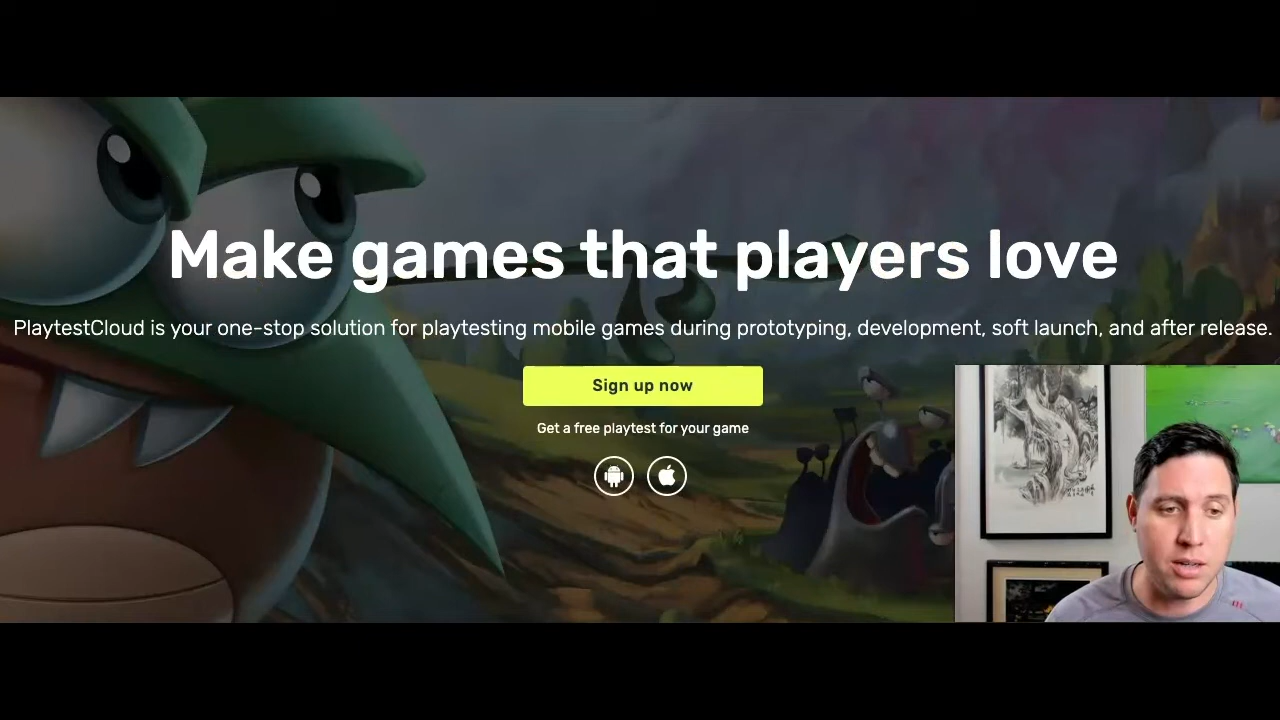 Make games that players love
PlaytestCloud is your one-stop solution for playtesting mobile games during prototyping, development, soft launch, and after release.
Sign up now
Get a free playtest for your game